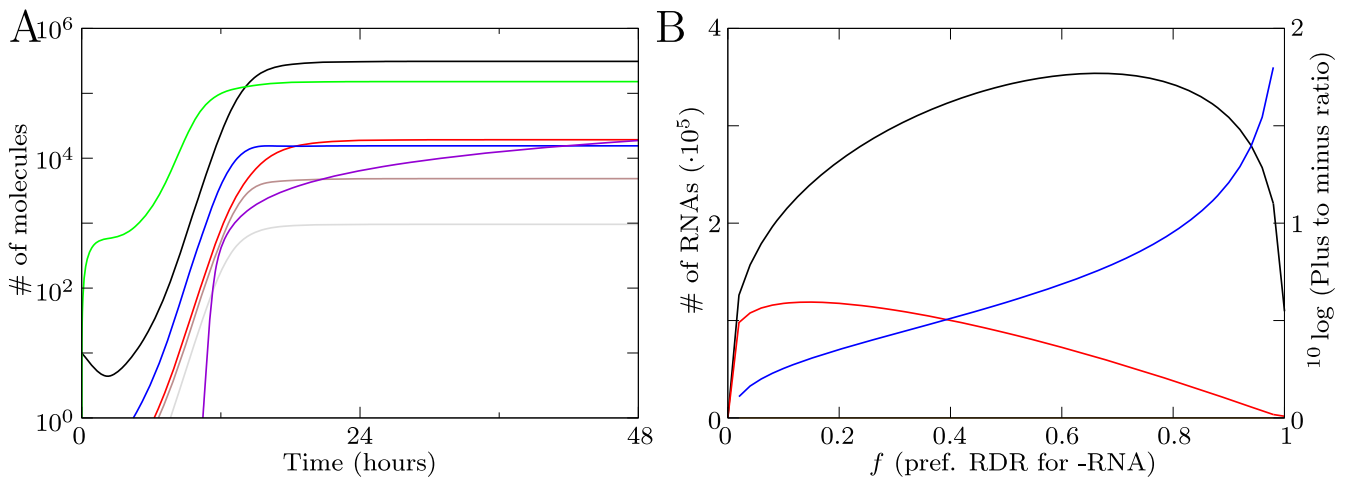 A
10^6
10^4
10^2
10^0
# of molecules
0
24
48
Time (hours)
B
4
2
0
# of RNAs (·10^5)
2
1
0
^10 log (Plus to minus ratio)
0
0.2
0.4
0.6
0.8
1
f (pref. RDR for -RNA)